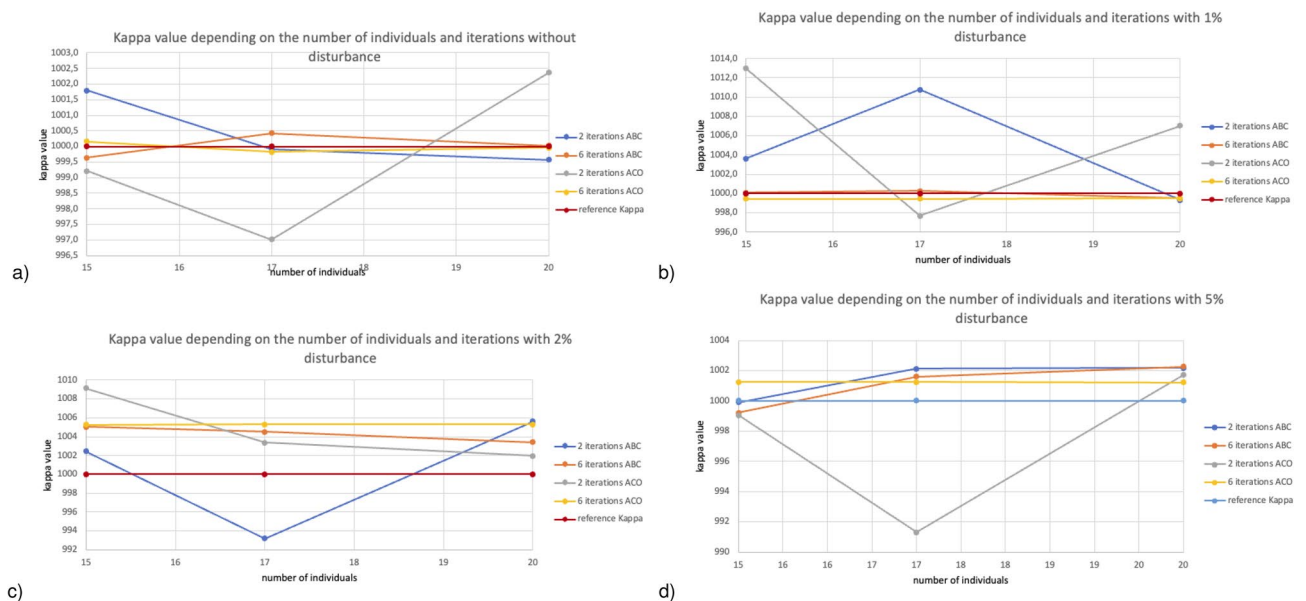 Kappa value depending on the number of individuals and iterations without
disturbance
1003,0
1002,5
1002,0
1001,5
1001,0
1000,5
1000,0
999,5
999,0
998,5
998,0
997,5
997,0
996,5
kappa value
15 16 17 18 19 20
number of individuals
2 iterations ABC
6 iterations ABC
2 iterations ACO
6 iterations ACO
reference Kappa
a)
Kappa value depending on the number of individuals and iterations with 1%
disturbance
1014,0
1012,0
1010,0
1008,0
1006,0
1004,0
1002,0
1000,0
998,0
996,0
kappa value
15 16 17 18 19 20
number of individuals
2 iterations ABC
6 iterations ABC
2 iterations ACO
6 iterations ACO
reference Kappa
b)
Kappa value depending on the number of individuals and iterations with 2%
disturbance
1010
1008
1006
1004
1002
1000
998
996
994
992
kappa value
15 16 17 18 19 20
number of individuals
2 iterations ABC
6 iterations ABC
2 iterations ACO
6 iterations ACO
reference Kappa
c)
Kappa value depending on the number of individuals and iterations with 5%
disturbance
1004
1002
1000
998
996
994
992
990
kappa value
15 16 16 17 17 18 18 19 19 20 20
number of individuals
2 iterations ABC
6 iterations ABC
2 iterations ACO
6 iterations ACO
reference Kappa
d)